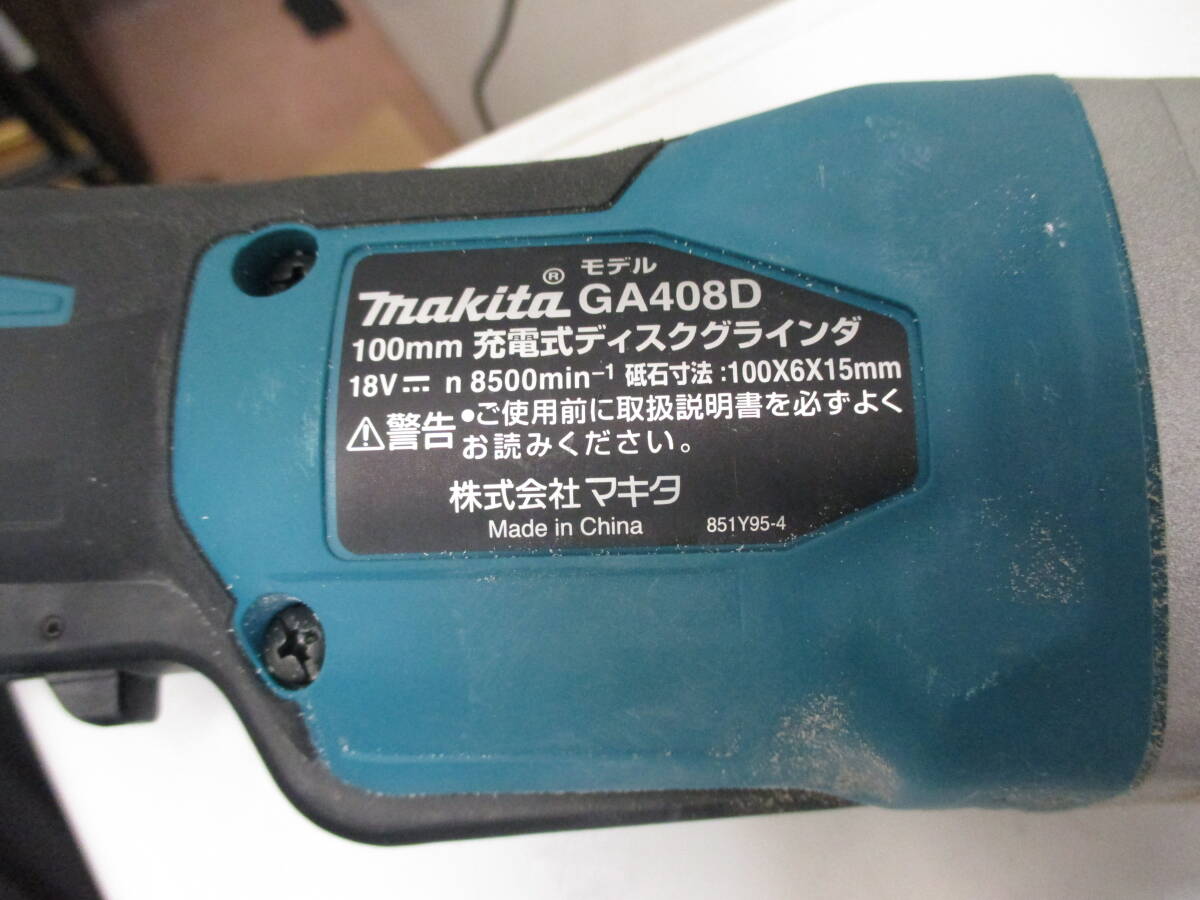 モデル
makita® GA408D
100mm 充電式ディスクグラインダ
18V⎓ n 8500min⁻¹ 砥石寸法:100X6X15mm
⚠警告 •ご使用前に取扱説明書を必ずよく
お読みください。
株式会社マキタ
Made in China 851Y95-4